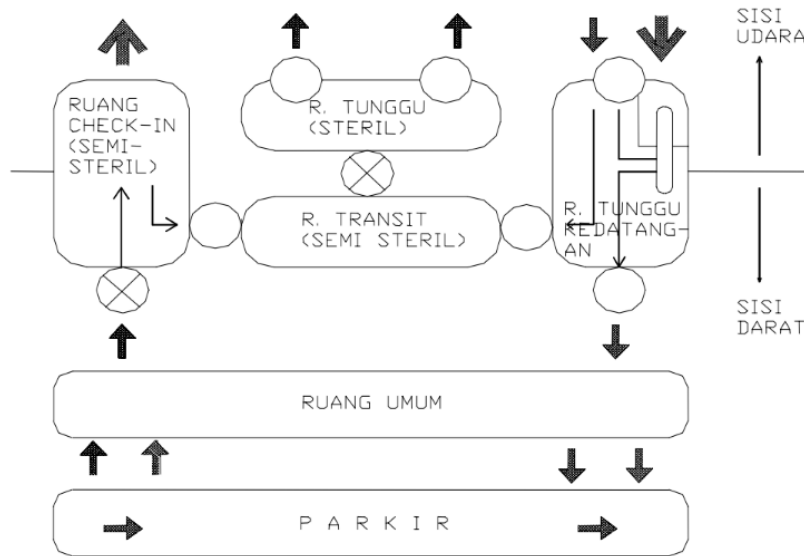 SISI
UDARA
RUANG
CHECK-IN
(SEMI-
STERIL)
R. TUNGGU
(STERIL)
R. TRANSIT
(SEMI STERIL)
R. TUNGGU
KEDATANG-
AN
SISI
DARAT
RUANG UMUM
PARKIR